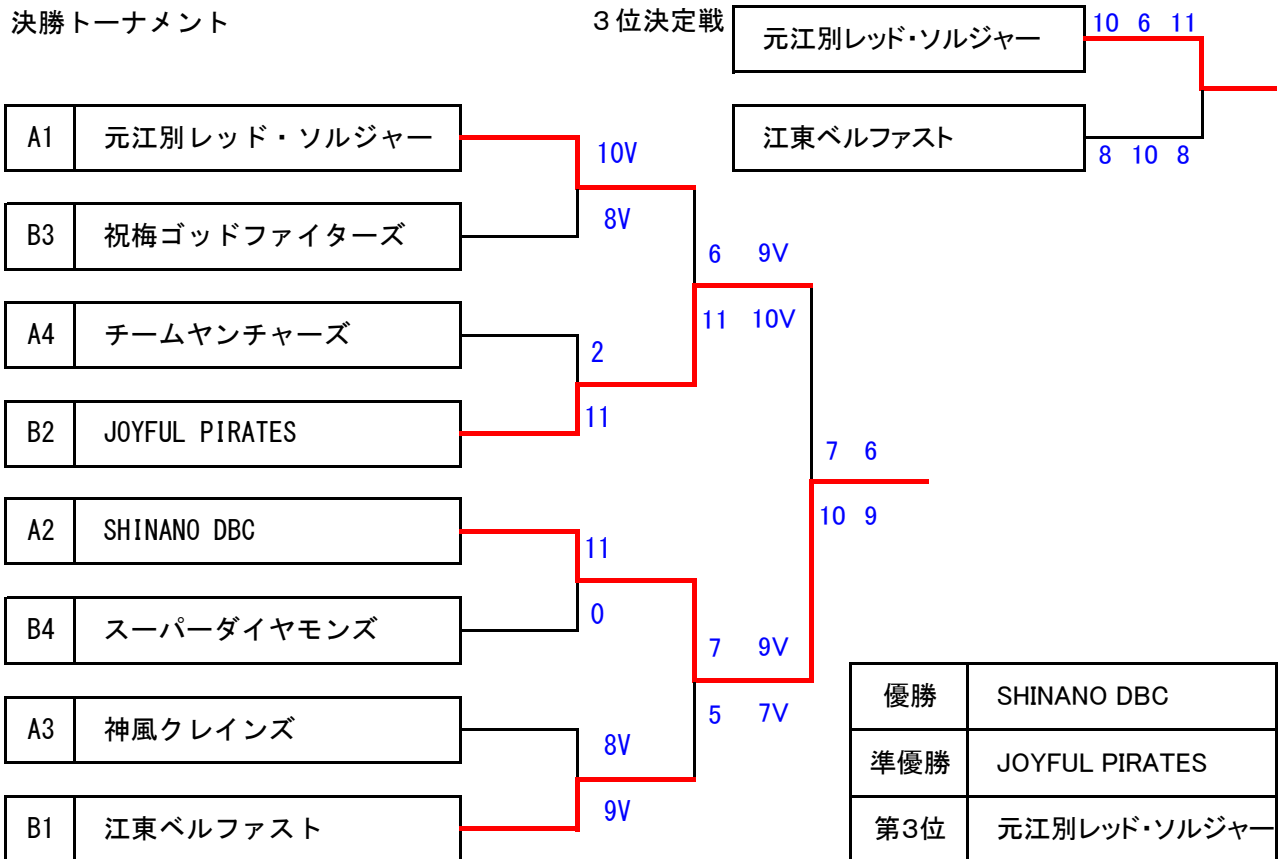 決勝トーナメント
３位決定戦
元江別レッド・ソルジャー
10 6 11
江東ベルファスト
8 10 8
A1 元江別レッド・ソルジャー
10V
8V
B3 祝梅ゴッドファイターズ
6 9V
11 10V
A4 チームヤンチャーズ
2
11
B2 JOYFUL PIRATES
7 6
10 9
A2 SHINANO DBC
11
0
B4 スーパーダイヤモンズ
7 9V
5 7V
A3 神風クレインズ
8V
9V
B1 江東ベルファスト
優勝 SHINANO DBC
準優勝 JOYFUL PIRATES
第3位 元江別レッド・ソルジャー